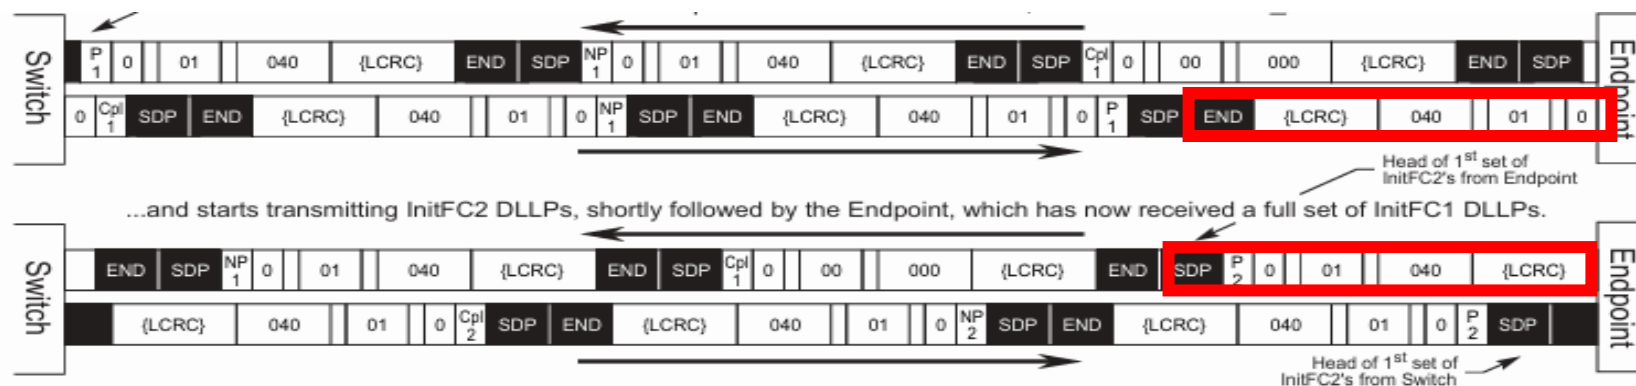 Switch
P 1 0 01 040 {LCRC} END SDP NP 1 0 01 040 {LCRC} END SDP Cpl 1 0 00 000 {LCRC} END SDP
Endpoint
0 Cpl 1 SDP END {LCRC} 040 01 0 NP 1 SDP END {LCRC} 040 01 0 P 1 SDP END {LCRC} 040 01 0
Head of 1st set of
InitFC2's from Endpoint
...and starts transmitting InitFC2 DLLPs, shortly followed by the Endpoint, which has now received a full set of InitFC1 DLLPs.
Switch
END SDP NP 1 0 01 040 {LCRC} END SDP Cpl 1 0 00 000 {LCRC} END SDP P 2 0 01 040 {LCRC}
Endpoint
{LCRC} 040 01 0 Cpl 2 SDP END {LCRC} 040 01 0 NP 2 SDP END {LCRC} 040 01 0 P 2 SDP
Head of 1st set of
InitFC2's from Switch